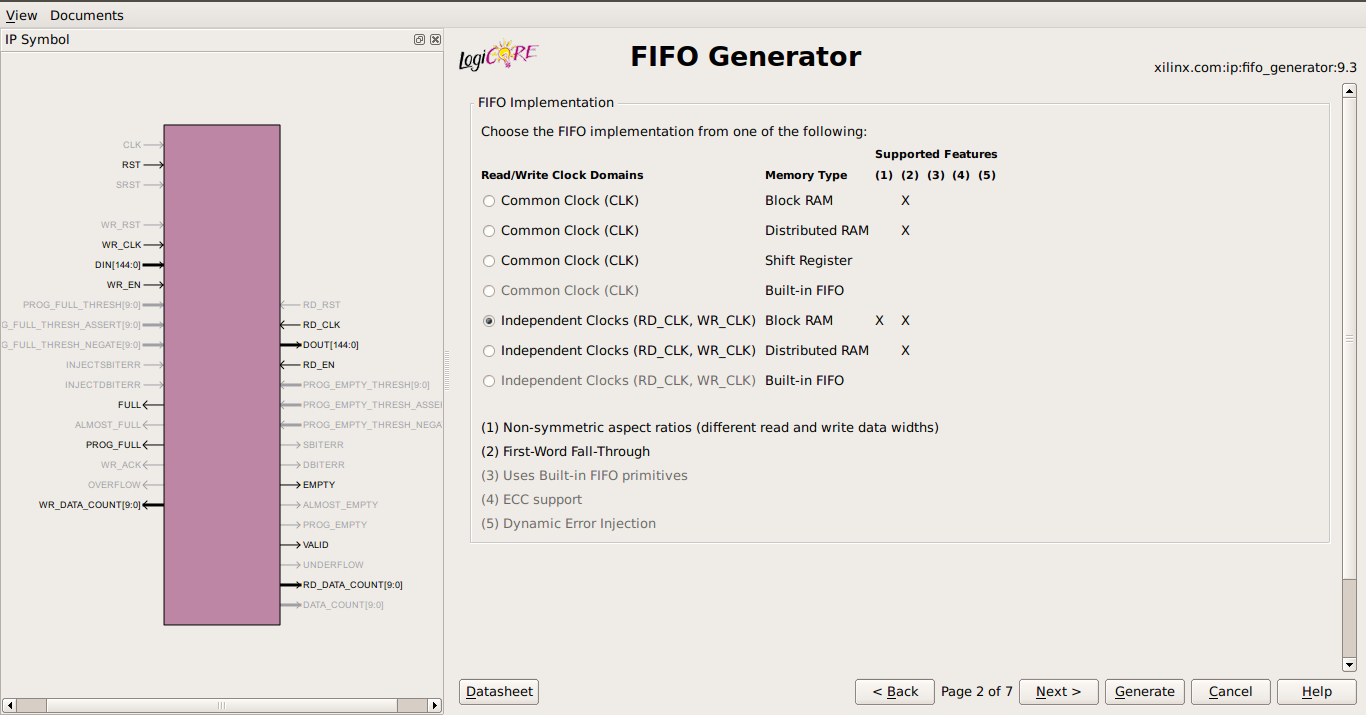 View Documents
IP Symbol
CLK
RST
SRST
WR_RST
WR_CLK
DIN[144:0]
WR_EN
PROG_FULL_THRESH[9:0]
G_FULL_THRESH_ASSERT[9:0]
G_FULL_THRESH_NEGATE[9:0]
INJECTSBITERR
INJECTDBITERR
FULL
ALMOST_FULL
PROG_FULL
WR_ACK
OVERFLOW
WR_DATA_COUNT[9:0]
RD_RST
RD_CLK
DOUT[144:0]
RD_EN
PROG_EMPTY_THRESH[9:0]
PROG_EMPTY_THRESH_ASSE
PROG_EMPTY_THRESH_NEGA
SBITERR
DBITERR
EMPTY
ALMOST_EMPTY
PROG_EMPTY
VALID
UNDERFLOW
RD_DATA_COUNT[9:0]
DATA_COUNT[9:0]
LogiCORE
FIFO Generator
xilinx.com:ip:fifo_generator:9.3
FIFO Implementation
Choose the FIFO implementation from one of the following:
Supported Features
Read/Write Clock Domains Memory Type (1) (2) (3) (4) (5)
Common Clock (CLK) Block RAM X
Common Clock (CLK) Distributed RAM X
Common Clock (CLK) Shift Register
Common Clock (CLK) Built-in FIFO
Independent Clocks (RD_CLK, WR_CLK) Block RAM X X
Independent Clocks (RD_CLK, WR_CLK) Distributed RAM X
Independent Clocks (RD_CLK, WR_CLK) Built-in FIFO
(1) Non-symmetric aspect ratios (different read and write data widths)
(2) First-Word Fall-Through
(3) Uses Built-in FIFO primitives
(4) ECC support
(5) Dynamic Error Injection
Datasheet < Back Page 2 of 7 Next > Generate Cancel Help